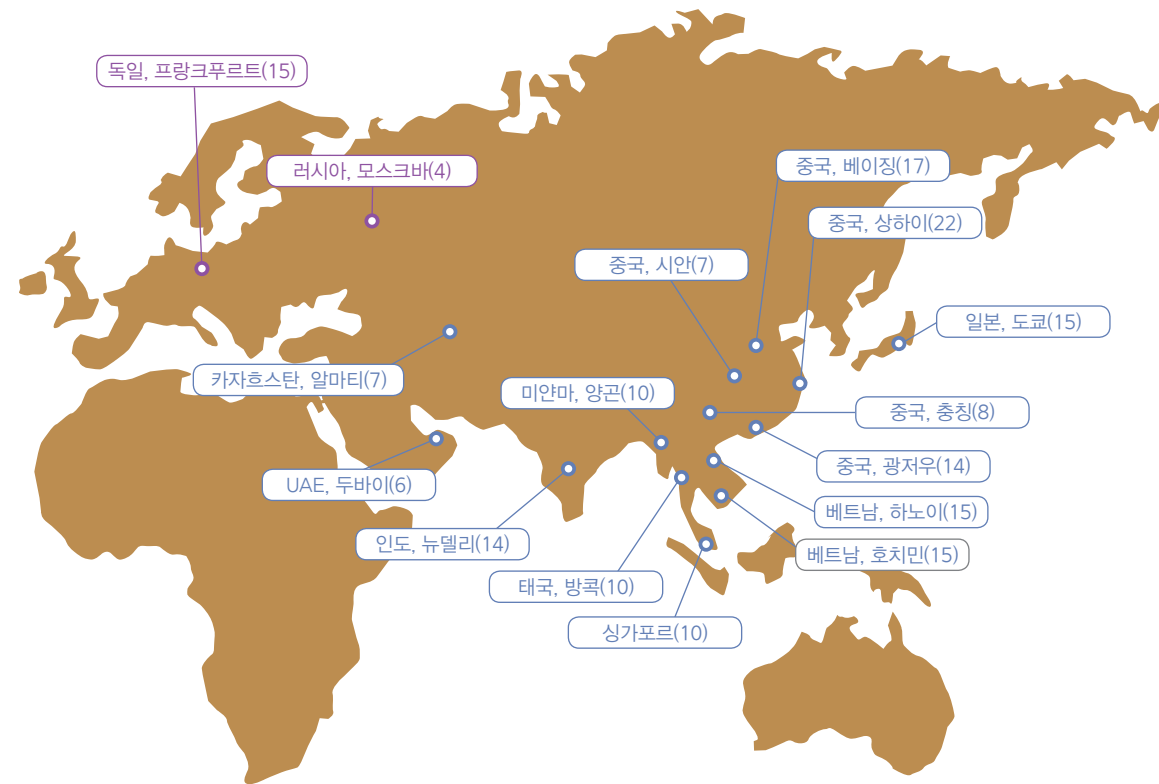 독일, 프랑크푸르트(15)
러시아, 모스크바(4)
중국, 베이징(17)
중국, 상하이(22)
중국, 시안(7)
일본, 도쿄(15)
카자흐스탄, 알마티(7)
미얀마, 양곤(10)
중국, 충칭(8)
중국, 광저우(14)
UAE, 두바이(6)
베트남, 하노이(15)
인도, 뉴델리(14)
베트남, 호치민(15)
태국, 방콕(10)
싱가포르(10)